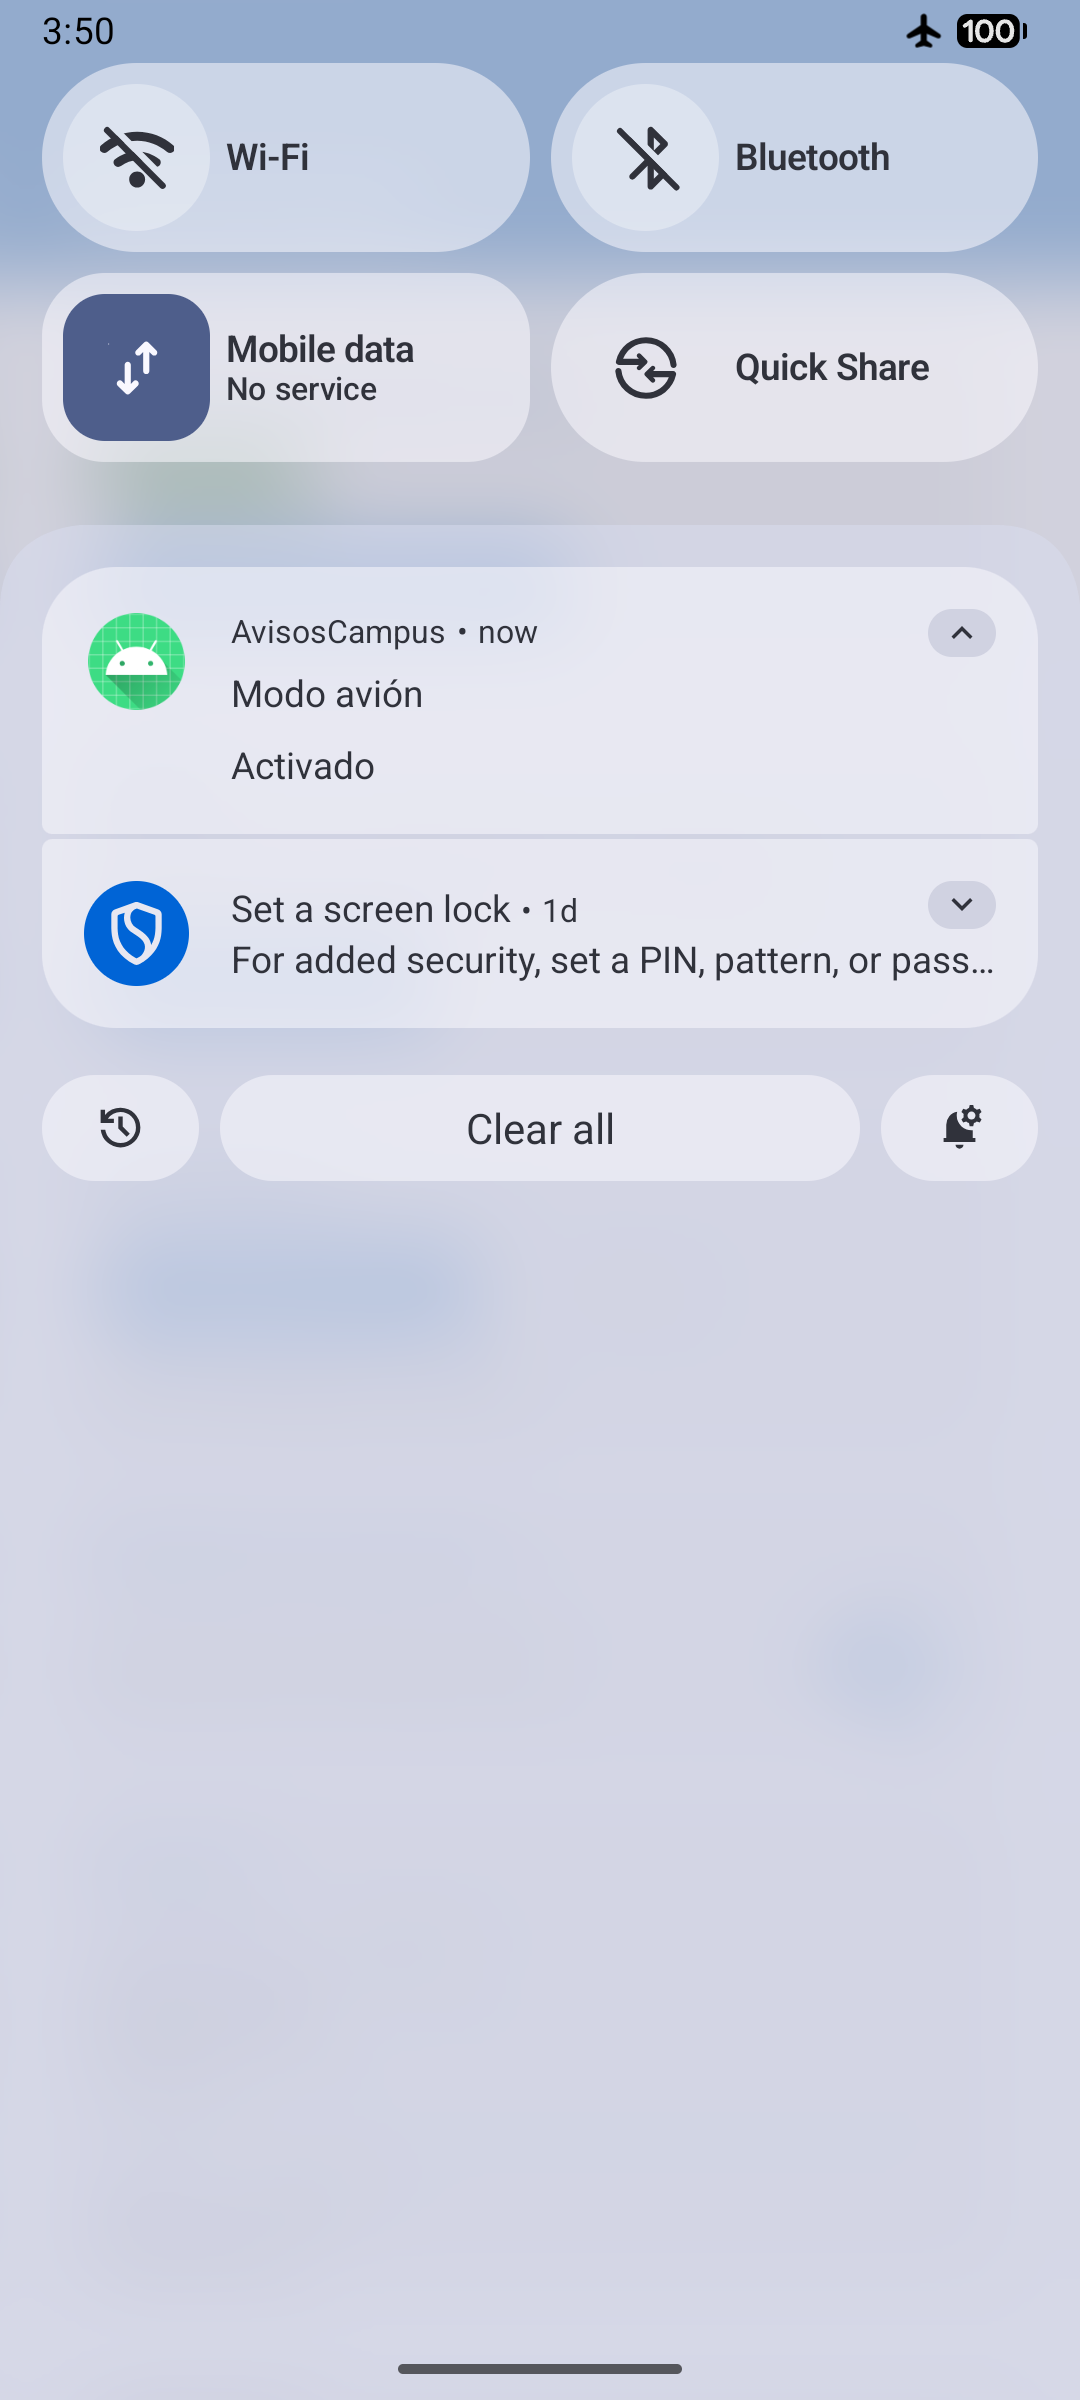 3:50
100
Wi-Fi
Bluetooth
Mobile data
No service
Quick Share
AvisosCampus • now
Modo avión
Activado
Set a screen lock • 1d
For added security, set a PIN, pattern, or pass…
Clear all